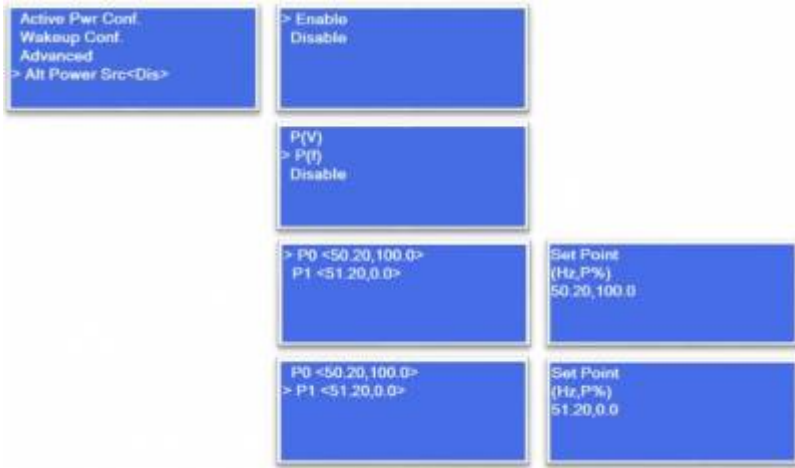 Active Pwr Conf.
Wakeup Conf.
Advanced
> Alt Power Src<Dis>
> Enable
Disable
P(V)
> P(f)
Disable
> P0 <50.20,100.0>
P1 <51.20,0.0>
Set Point
(Hz,P%)
50.20,100.0
P0 <50.20,100.0>
> P1 <51.20,0.0>
Set Point
(Hz,P%)
51.20,0.0